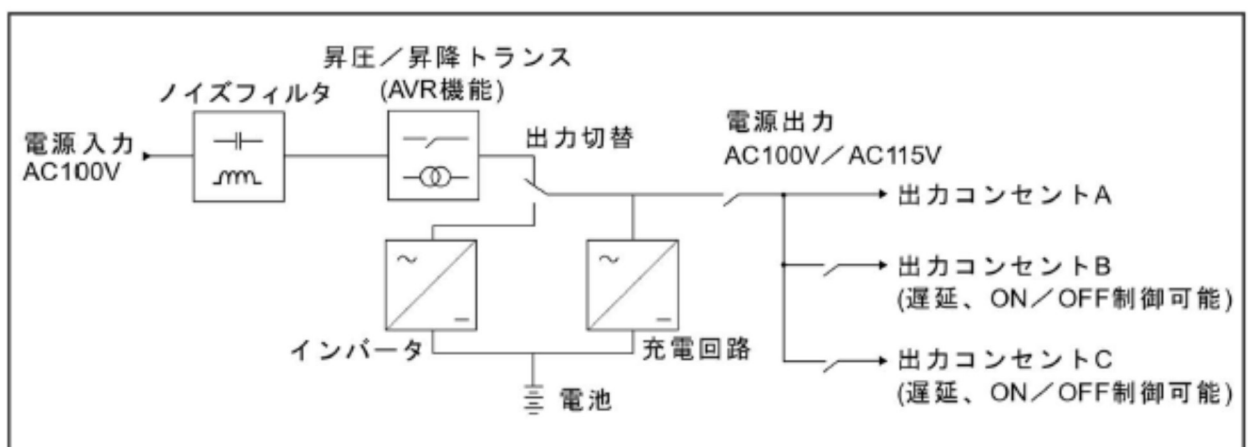 昇圧／昇降トランス
(AVR機能)
ノイズフィルタ
電源入力
AC100V
出力切替
電源出力
AC100V／AC115V
出力コンセントA
出力コンセントB
(遅延、ON／OFF制御可能)
インバータ
充電回路
電池
出力コンセントC
(遅延、ON／OFF制御可能)